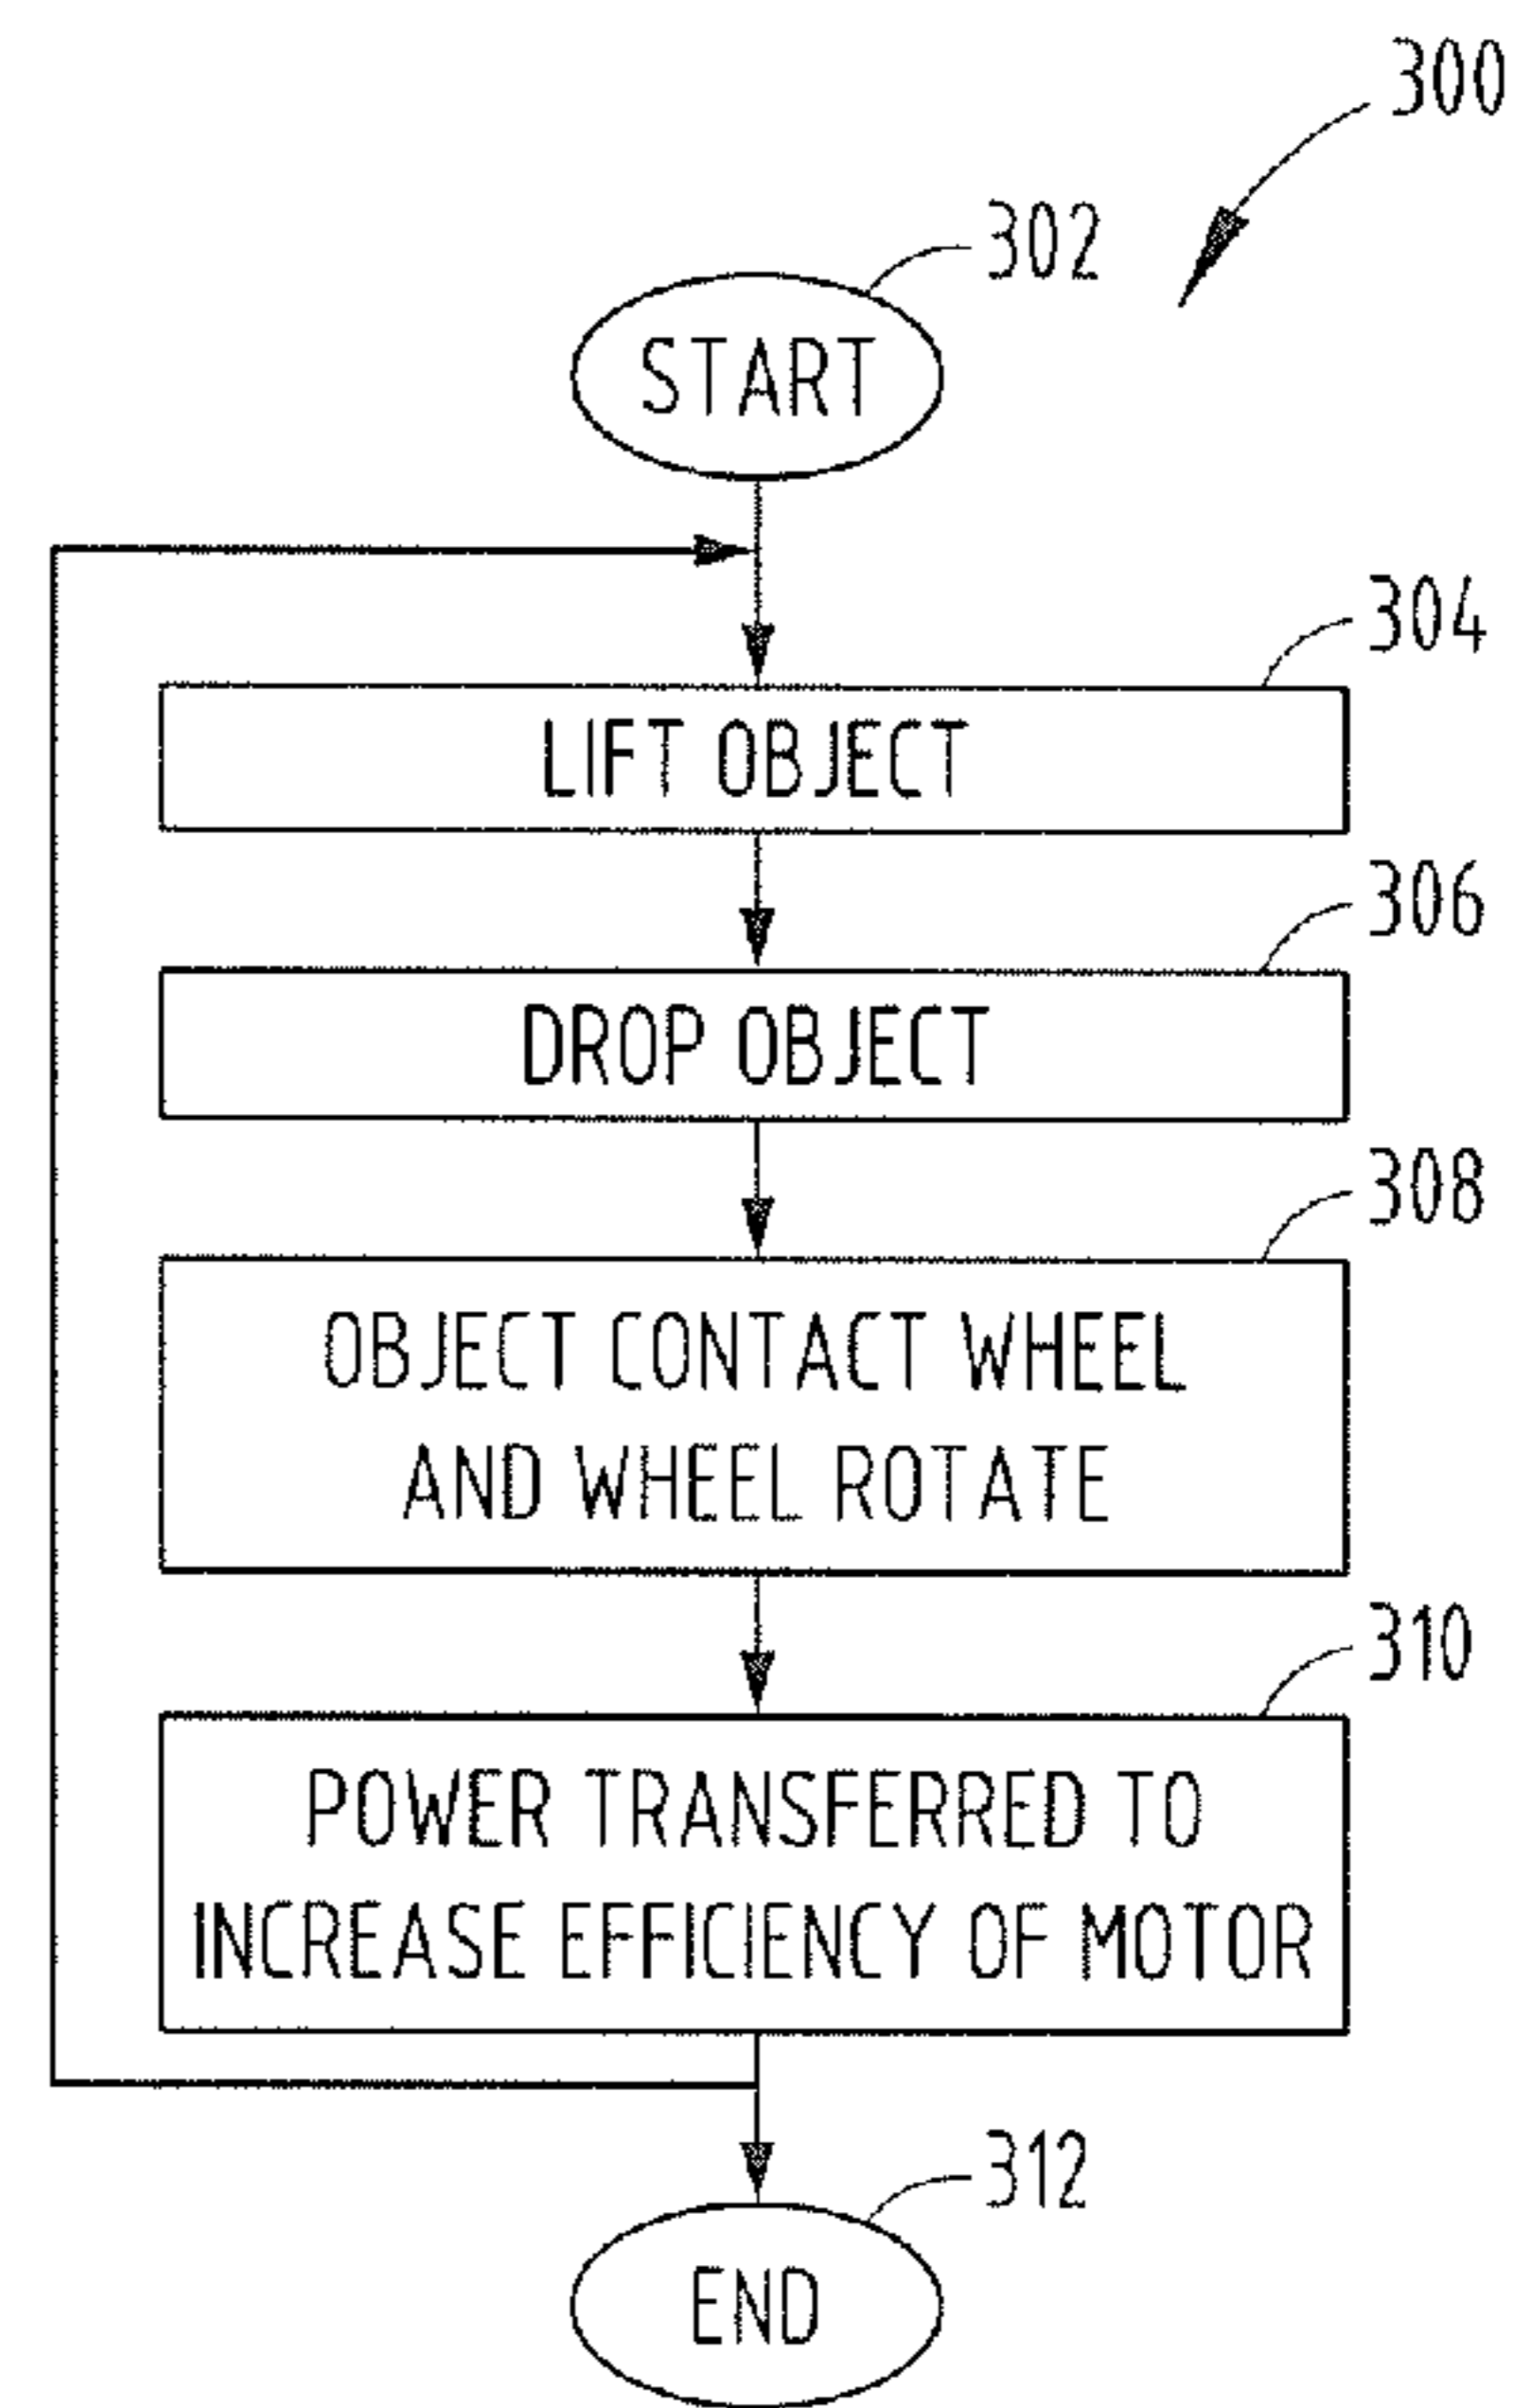 300
302
START
304
LIFT OBJECT
306
DROP OBJECT
308
OBJECT CONTACT WHEEL
AND WHEEL ROTATE
310
POWER TRANSFERRED TO
INCREASE EFFICIENCY OF MOTOR
312
END